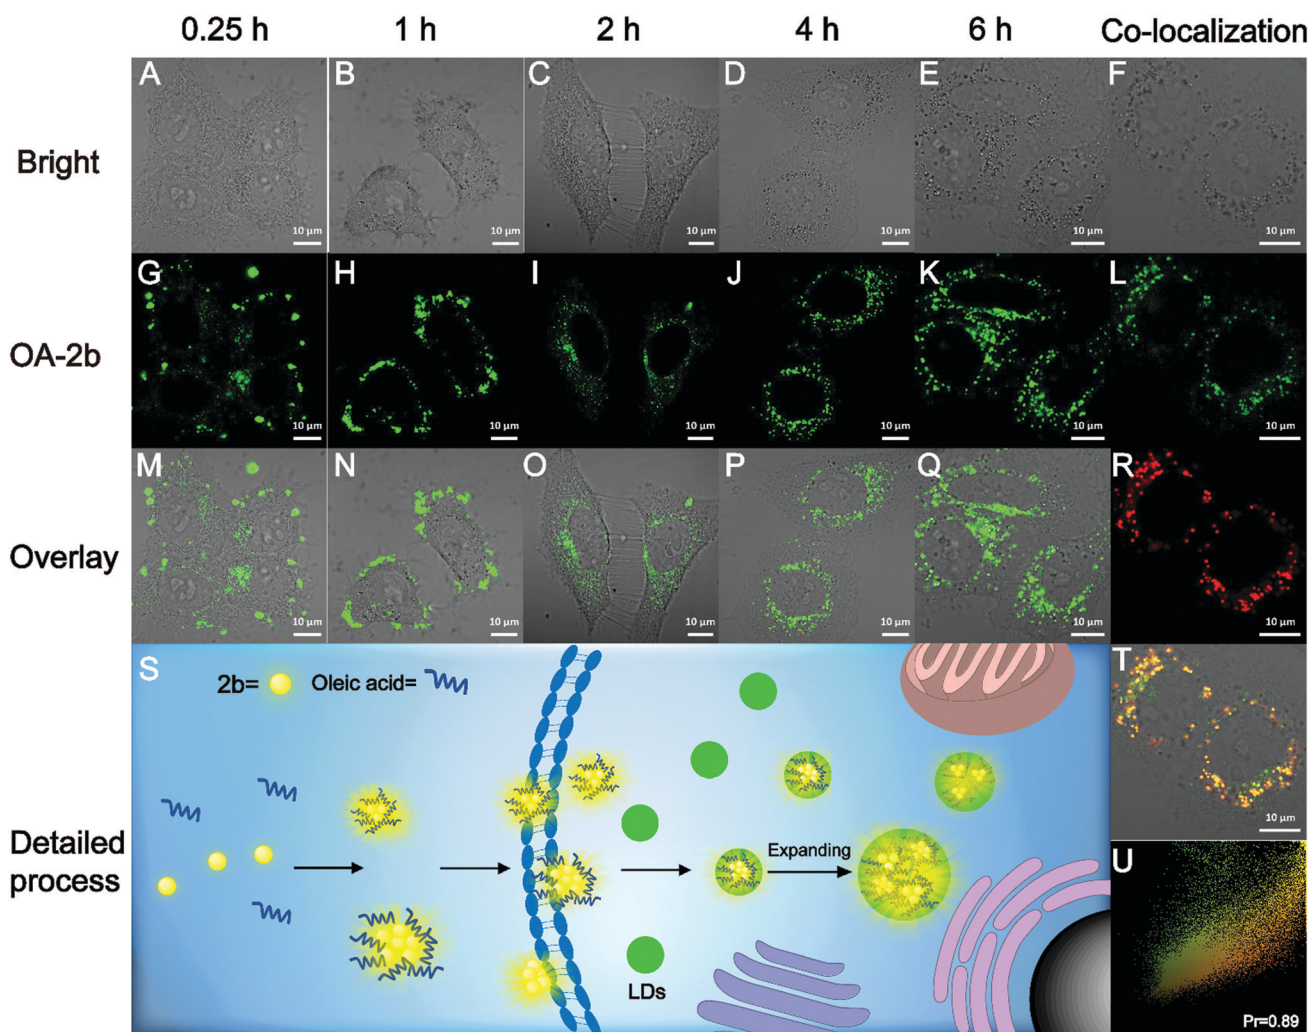 0.25 h 1 h 2 h 4 h 6 h Co-localization
Bright
A B C D E F
10 µm 10 µm 10 µm 10 µm 10 µm 10 µm
OA-2b
G H I J K L
10 µm 10 µm 10 µm 10 µm 10 µm 10 µm
Overlay
M N O P Q R
10 µm 10 µm 10 µm 10 µm 10 µm 10 µm
S
2b= Oleic acid=
T
10 µm
Detailed
process
Expanding
LDs
U
Pr=0.89